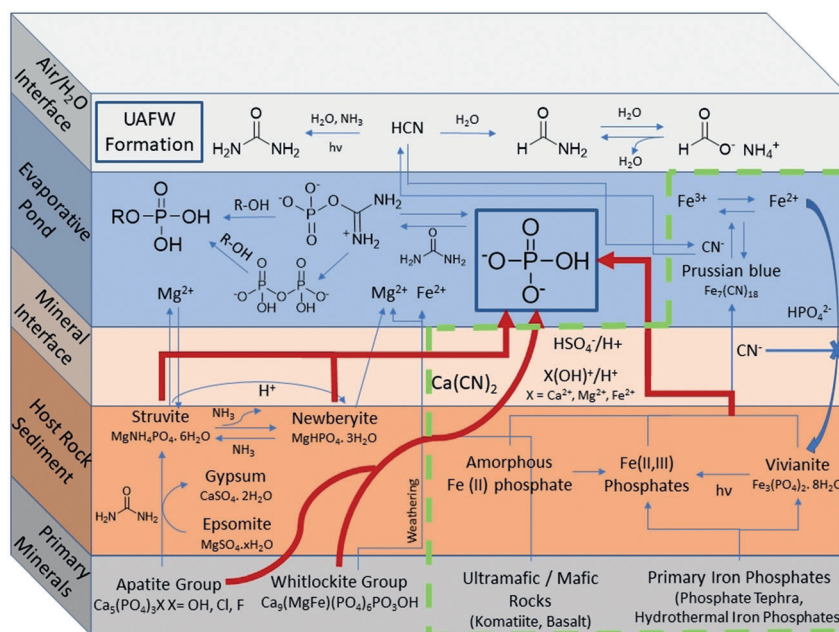 Air/H₂O
Interface
Evaporative
Pond
Mineral
Interface
Host Rock
Sediment
Primary
Minerals
UAFW
Formation
O
H₂N NH₂
H₂O, NH₃
hν
HCN
H₂O
O
H NH₂
H₂O
H₂O
O
H O⁻ NH₄⁺
O
RO P OH
OH
R-OH
R-OH
O⁻
⁻O P O NH₂
O
NH₂
+
O O
⁻O P O P O⁻
OH OH
O
H₂N NH₂
O
⁻O P OH
O⁻
Fe³⁺
Fe²⁺
CN⁻
Prussian blue
Fe₇(CN)₁₈
HPO₄²⁻
Mg²⁺
Mg²⁺ Fe²⁺
CN⁻
HSO₄⁻/H+
Ca(CN)₂
X(OH)⁺/H⁺
X = Ca²⁺, Mg²⁺, Fe²⁺
H⁺
Struvite
MgNH₄PO₄. 6H₂O
NH₃
NH₃
Newberyite
MgHPO₄. 3H₂O
Gypsum
CaSO₄. 2H₂O
Epsomite
MgSO₄.xH₂O
O
H₂N NH₂
Weathering
Amorphous
Fe (II) phosphate
Fe(II,III)
Phosphates
hν
Vivianite
Fe₃(PO₄)₂. 8H₂O
Apatite Group
Ca₅(PO₄)₃X X= OH, Cl, F
Whitlockite Group
Ca₉(MgFe)(PO₄)₆PO₃OH
Ultramafic / Mafic
Rocks
(Komatiite, Basalt)
Primary Iron Phosphates
(Phosphate Tephra,
Hydrothermal Iron Phosphates)